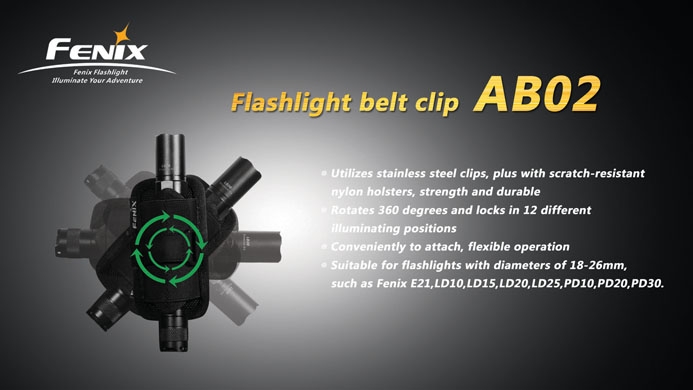 FENIX
Fenix Flashlight
Illuminate Your Adventure
Flashlight belt clip AB02
Utilizes stainless steel clips, plus with scratch-resistant
nylon holsters, strength and durable
Rotates 360 degrees and locks in 12 different
illuminating positions
Conveniently to attach, flexible operation
Suitable for flashlights with diameters of 18-26mm,
such as Fenix E21,LD10,LD15,LD20,LD25,PD10,PD20,PD30.
FENIX